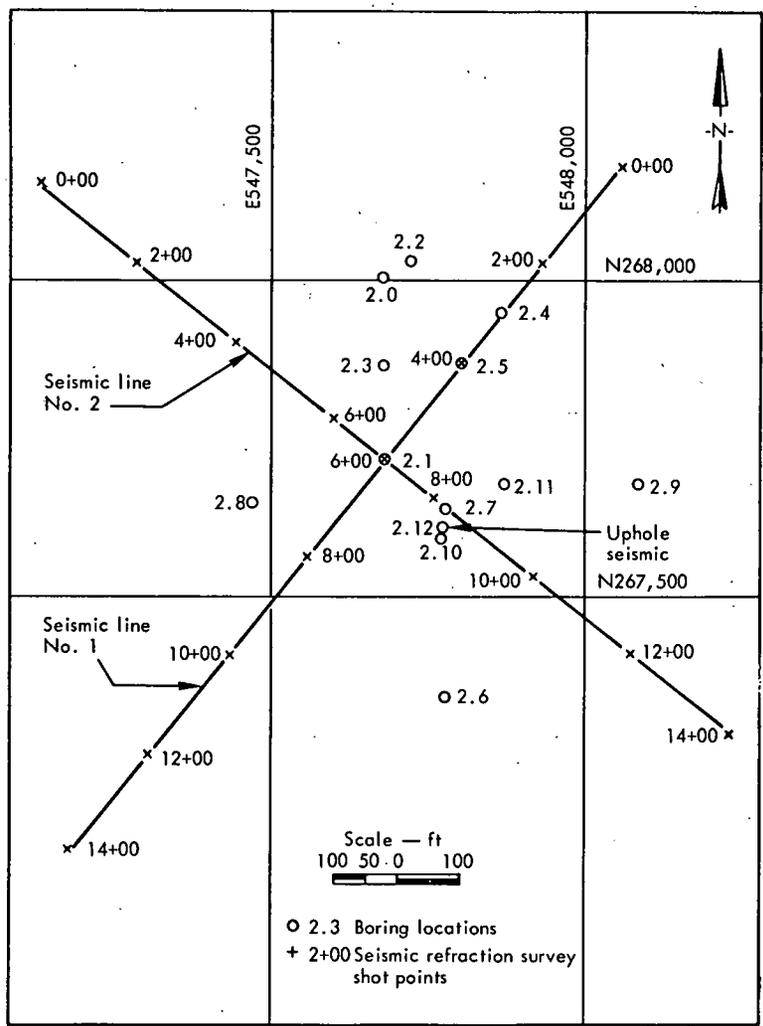 E547,500
E548,000
-N-
0+00
0+00
2+00
2.2
2+00
N268,000
2.0
2.4
4+00
2.3
4+00
2.5
Seismic line
No. 2
6+00
6+00
2.1
8+00
2.11
2.9
2.8
2.7
2.12
Uphole
seismic
2.10
8+00
10+00
N267,500
Seismic line
No. 1
10+00
12+00
2.6
14+00
12+00
14+00
Scale — ft
100 50 0 100
2.3 Boring locations
2+00 Seismic refraction survey
shot points